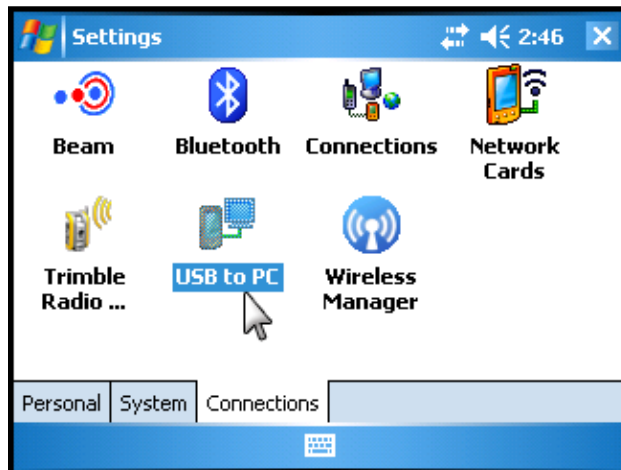 Settings 2:46
Beam Bluetooth Connections Network
Cards
Trimble USB to PC Wireless
Radio ... Manager
Personal System Connections